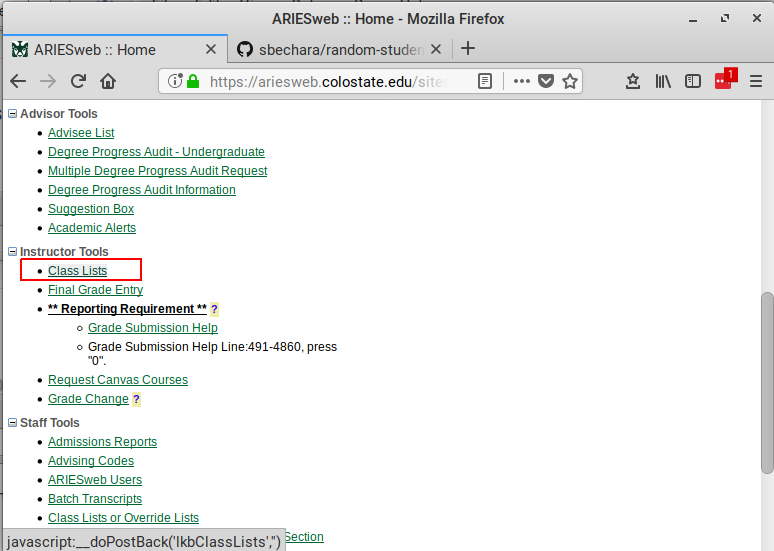 ARIESweb :: Home - Mozilla Firefox
ARIESweb :: Home
sbechara/random-studen
https://ariesweb.colostate.edu/sites
1
Advisor Tools
Advisee List
Degree Progress Audit - Undergraduate
Multiple Degree Progress Audit Request
Degree Progress Audit Information
Suggestion Box
Academic Alerts
Instructor Tools
Class Lists
Final Grade Entry
** Reporting Requirement ** ?
Grade Submission Help
Grade Submission Help Line:491-4860, press
"0".
Request Canvas Courses
Grade Change ?
Staff Tools
Admissions Reports
Advising Codes
ARIESweb Users
Batch Transcripts
Class Lists or Override Lists
Section
javascript:__doPostBack('lkbClassLists','')